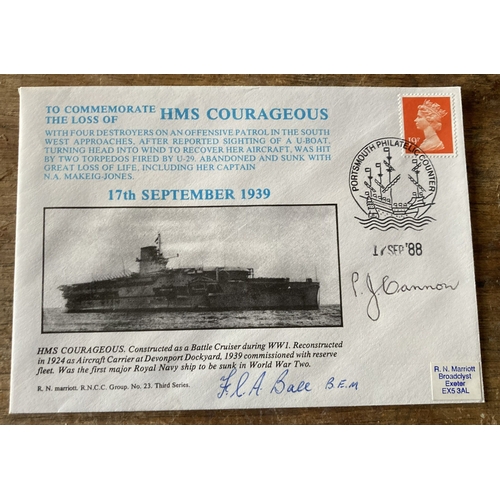 TO COMMEMORATE
THE LOSS OF HMS COURAGEOUS
WITH FOUR DESTROYERS ON AN OFFENSIVE PATROL IN THE SOUTH
WEST APPROACHES, AFTER REPORTED SIGHTING OF A U-BOAT,
TURNING HEAD INTO WIND TO RECOVER HER AIRCRAFT, WAS HIT
BY TWO TORPEDOS FIRED BY U-29. ABANDONED AND SUNK WITH
GREAT LOSS OF LIFE, INCLUDING HER CAPTAIN
N.A. MAKEIG-JONES.
17th SEPTEMBER 1939
19P
PORTSMOUTH PHILATELIC COUNTER
17 SEP '88
P. J. Cannon
HMS COURAGEOUS. Constructed as a Battle Cruiser during WW1. Reconstructed
in 1924 as Aircraft Carrier at Devonport Dockyard, 1939 commissioned with reserve
fleet. Was the first major Royal Navy ship to be sunk in World War Two.
R. N. marriott. R.N.C.C. Group. No. 23. Third Series.
B.E.M
R. N. Marriott
Broadclyst
Exeter
EX5 3AL